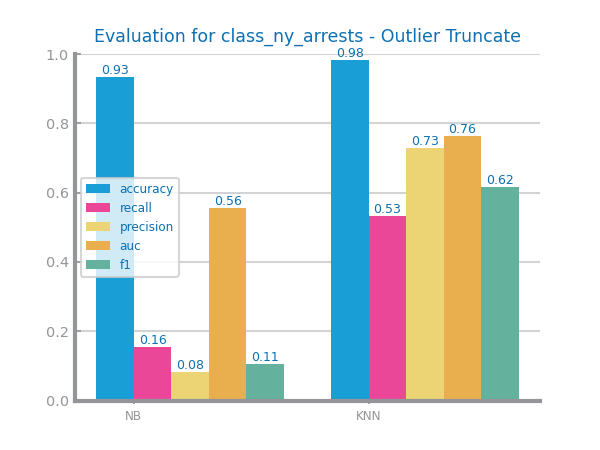 Evaluation for class_ny_arrests - Outlier Truncate
1.0
0.8
0.6
0.4
0.2
0.0
0.93
0.16
0.08
0.56
0.11
0.98
0.53
0.73
0.76
0.62
accuracy
recall
precision
auc
f1
NB
KNN